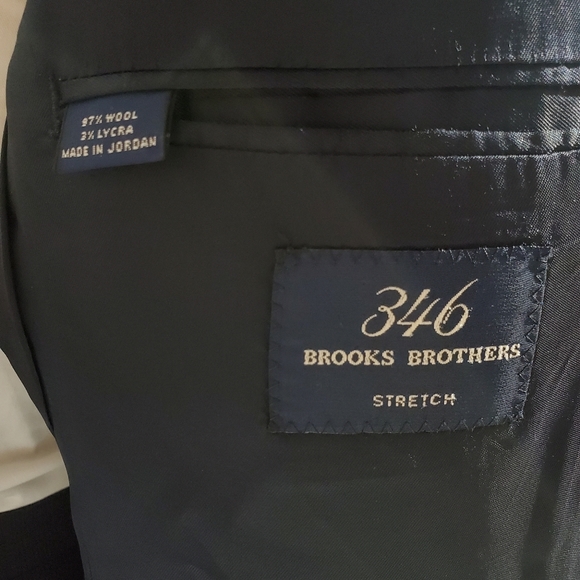 97% WOOL
3% LYCRA
MADE IN JORDAN
346
BROOKS BROTHERS
STRETCH